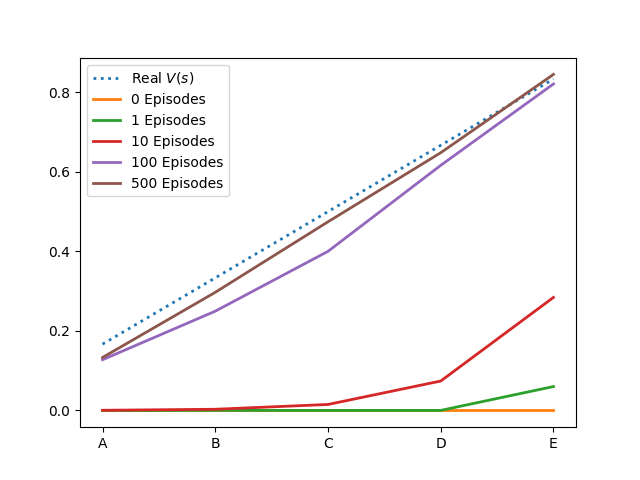 Real V(s)
0 Episodes
1 Episodes
10 Episodes
100 Episodes
500 Episodes
0.8
0.6
0.4
0.2
0.0
A B C D E